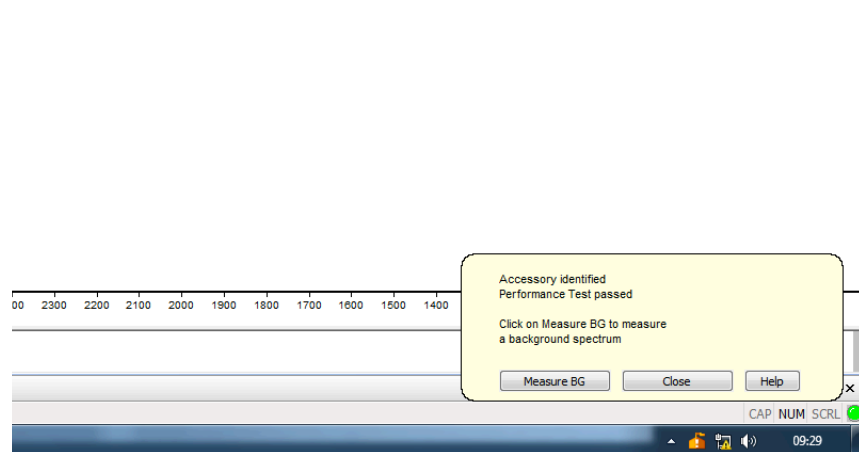 Accessory identified
Performance Test passed
Click on Measure BG to measure
a background spectrum
00 2300 2200 2100 2000 1900 1800 1700 1600 1500 1400
Measure BG Close Help
CAP NUM SCRL
09:29